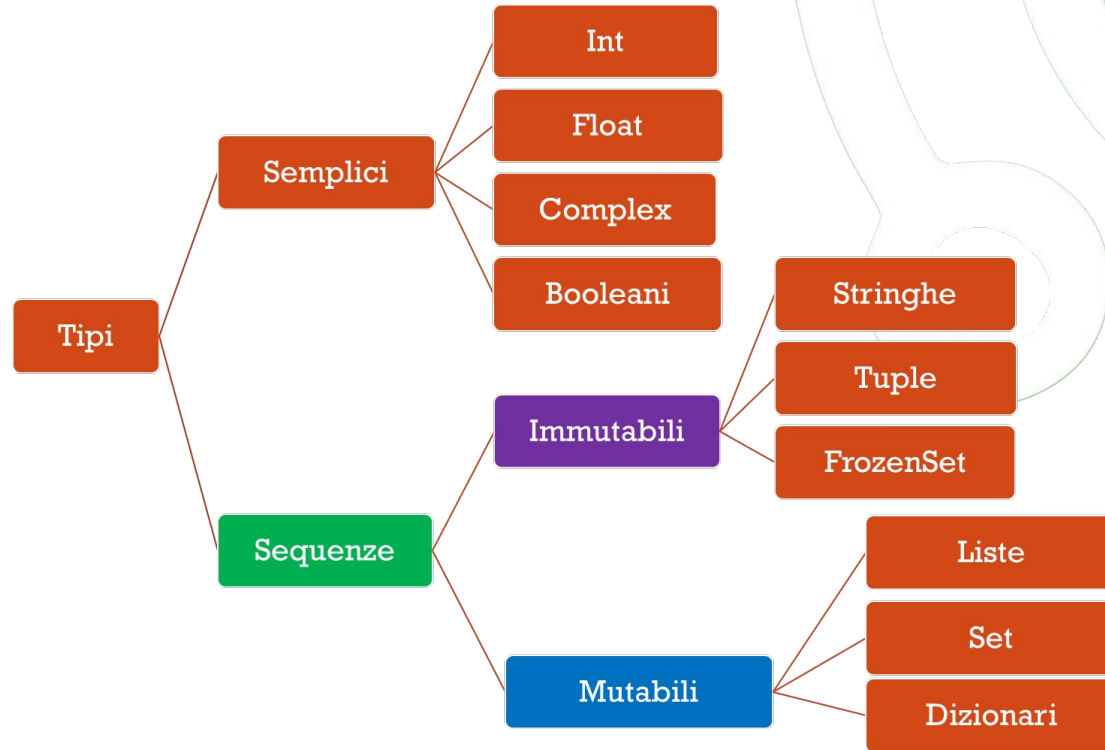 Tipi
Semplici
Int
Float
Complex
Booleani
Sequenze
Immutabili
Stringhe
Tuple
FrozenSet
Mutabili
Liste
Set
Dizionari